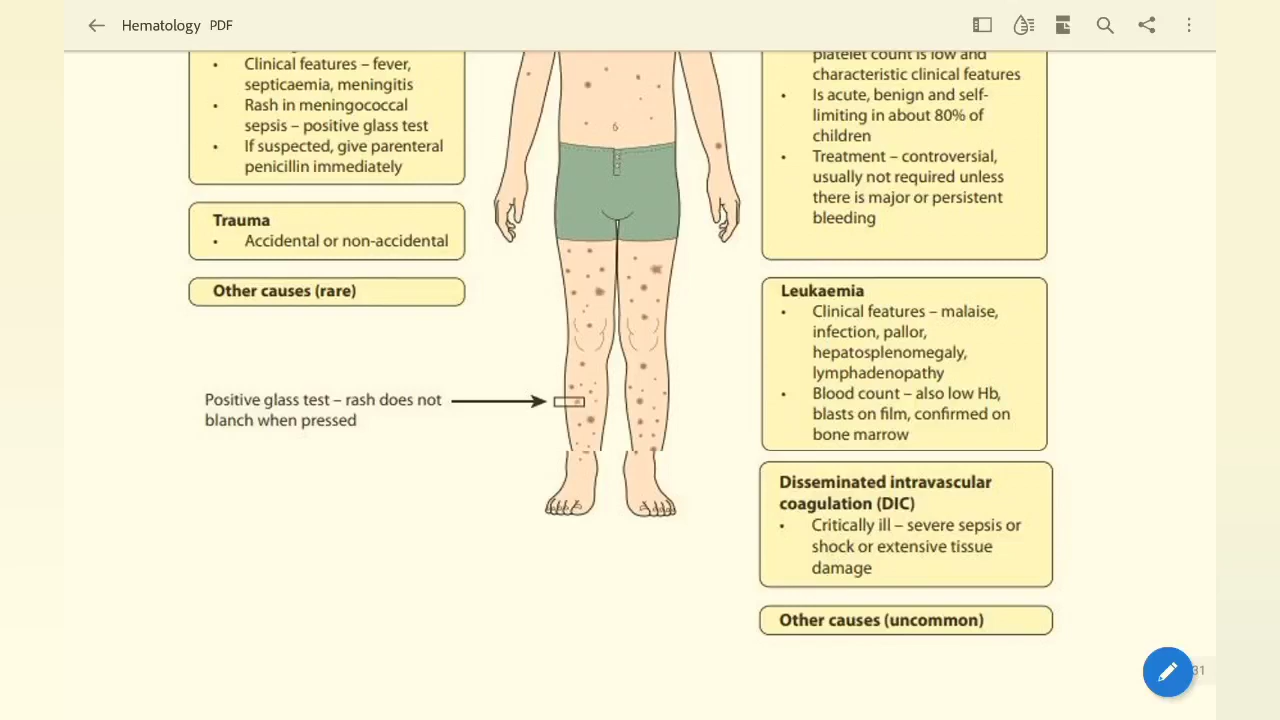 Hematology PDF
• Clinical features – fever,
septicaemia, meningitis
• Rash in meningococcal
sepsis – positive glass test
• If suspected, give parenteral
penicillin immediately
Trauma
• Accidental or non-accidental
Other causes (rare)
Positive glass test – rash does not
blanch when pressed
platelet count is low and
characteristic clinical features
• Is acute, benign and self-
limiting in about 80% of
children
• Treatment – controversial,
usually not required unless
there is major or persistent
bleeding
Leukaemia
• Clinical features – malaise,
infection, pallor,
hepatosplenomegaly,
lymphadenopathy
• Blood count – also low Hb,
blasts on film, confirmed on
bone marrow
Disseminated intravascular
coagulation (DIC)
• Critically ill – severe sepsis or
shock or extensive tissue
damage
Other causes (uncommon)
31